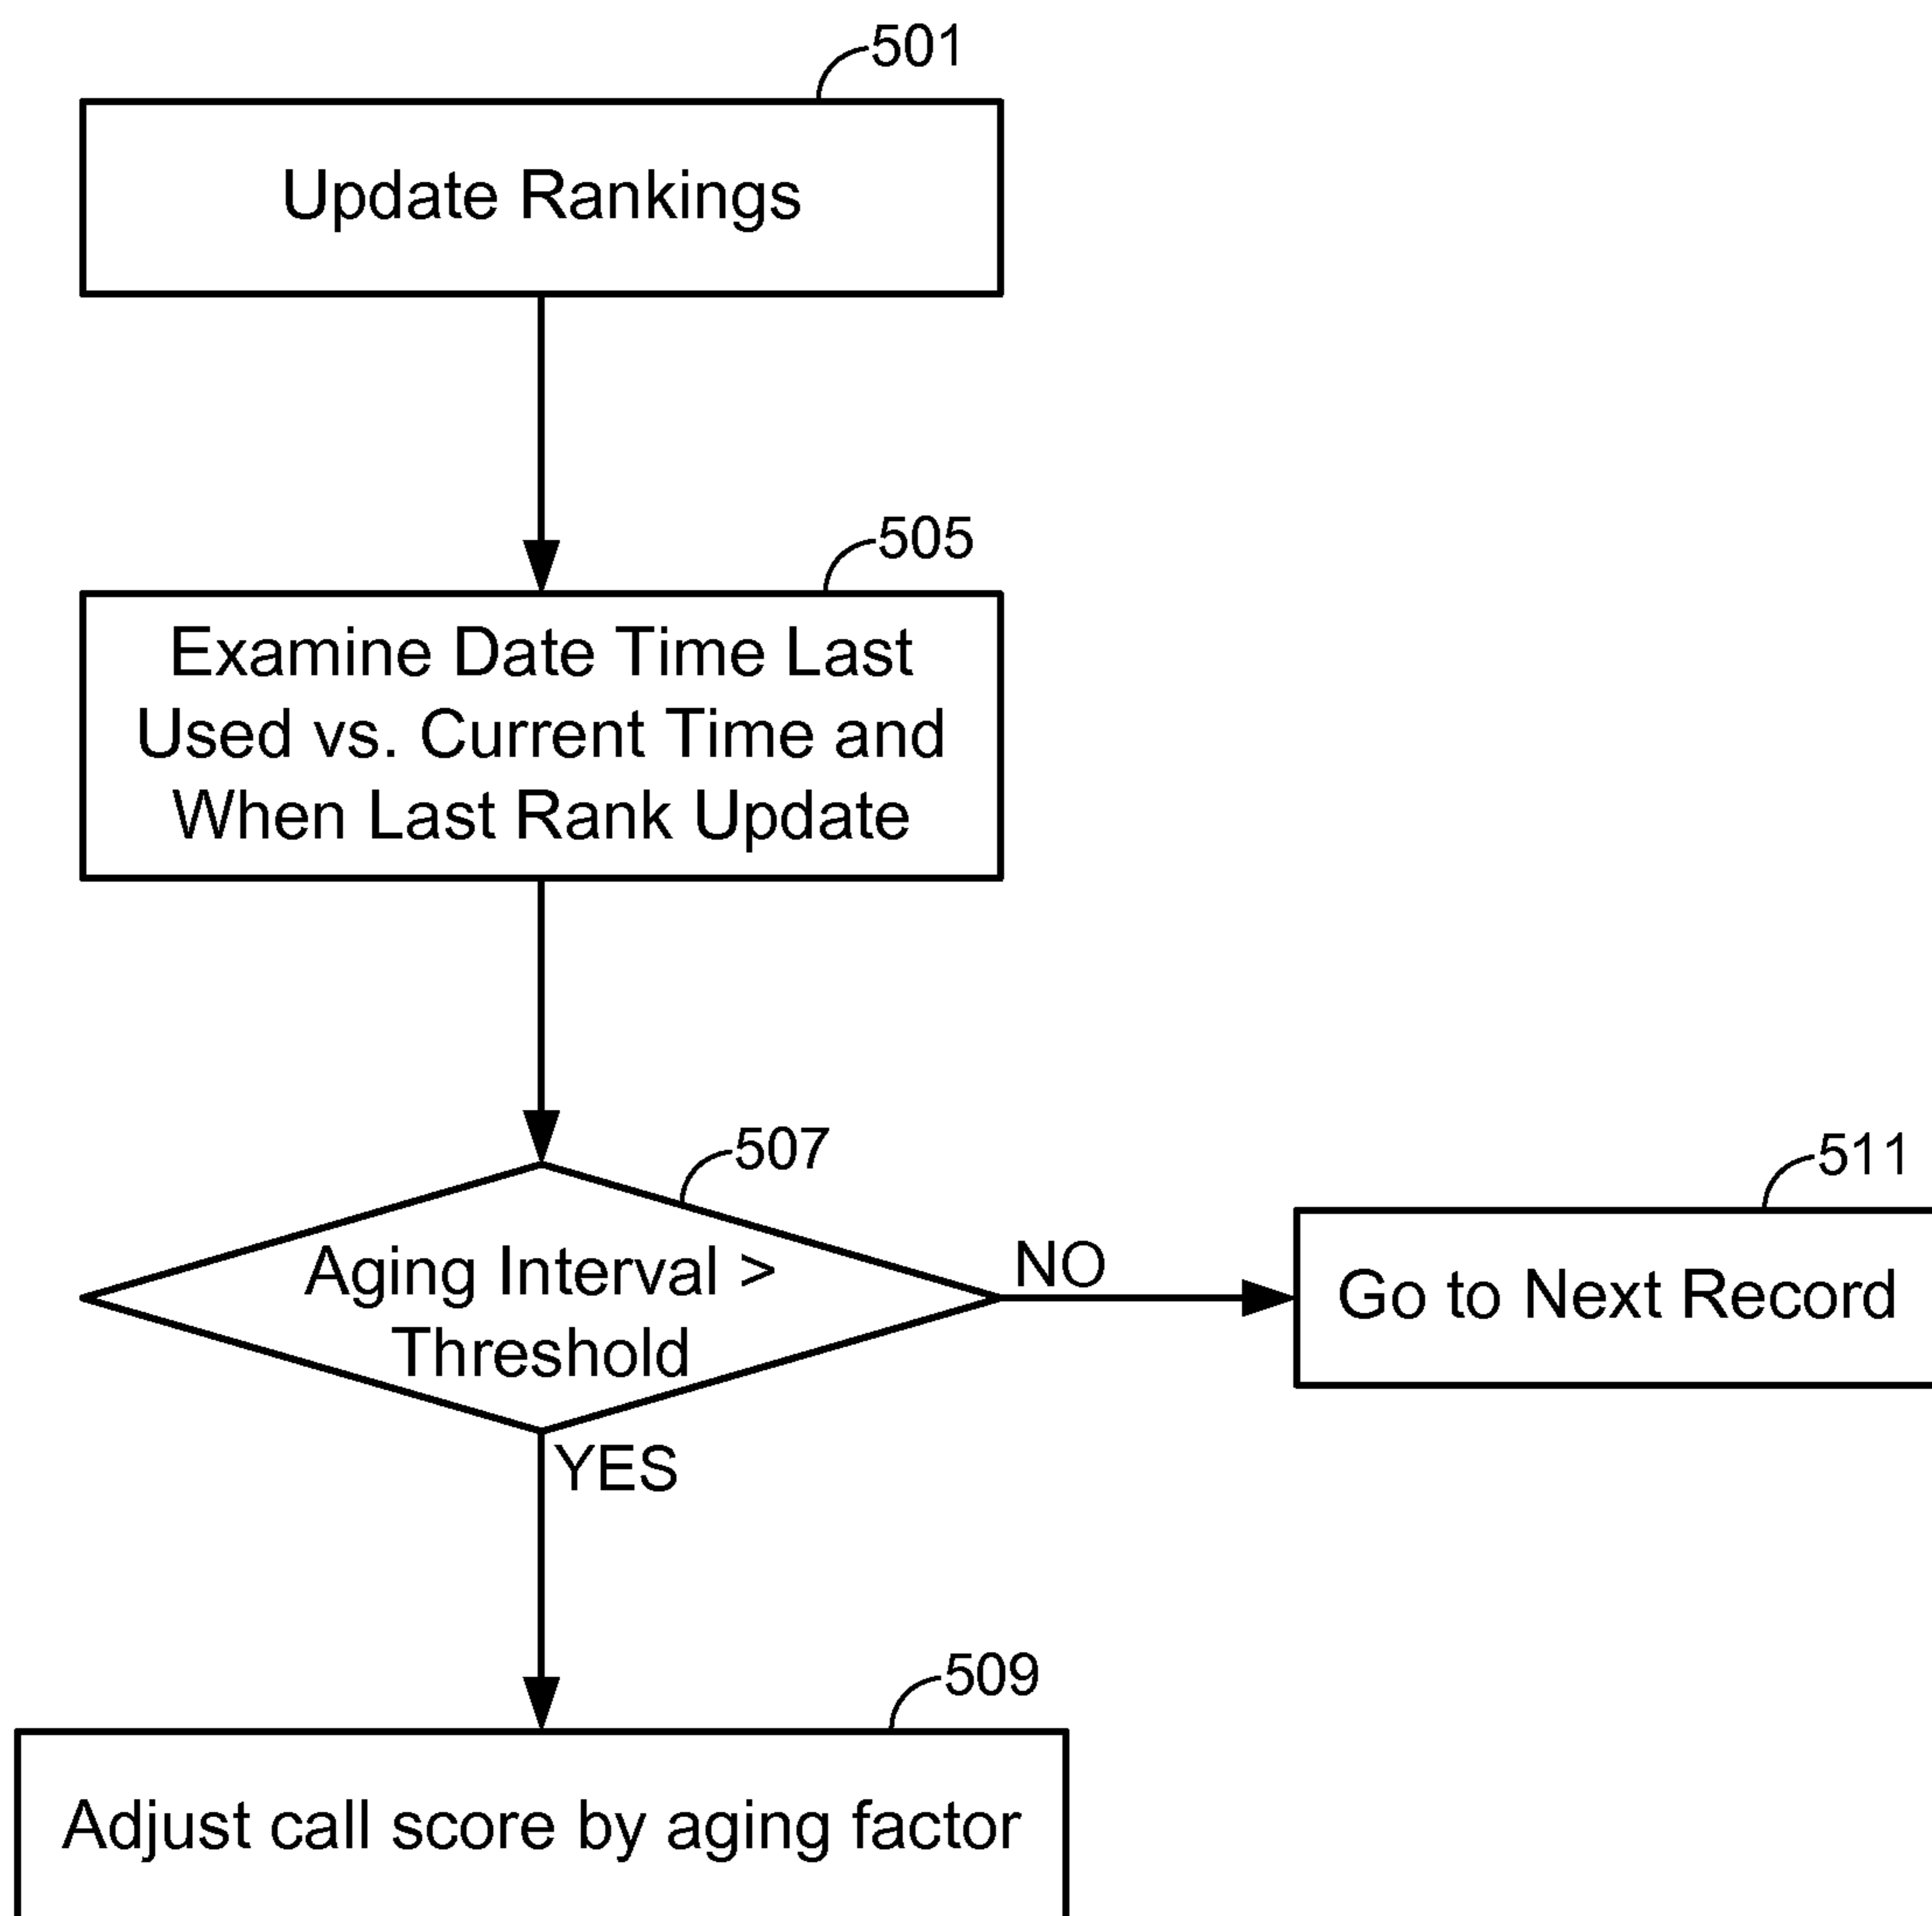 501
Update Rankings
505
Examine Date Time Last
Used vs. Current Time and
When Last Rank Update
507
Aging Interval >
Threshold
NO
511
Go to Next Record
YES
509
Adjust call score by aging factor